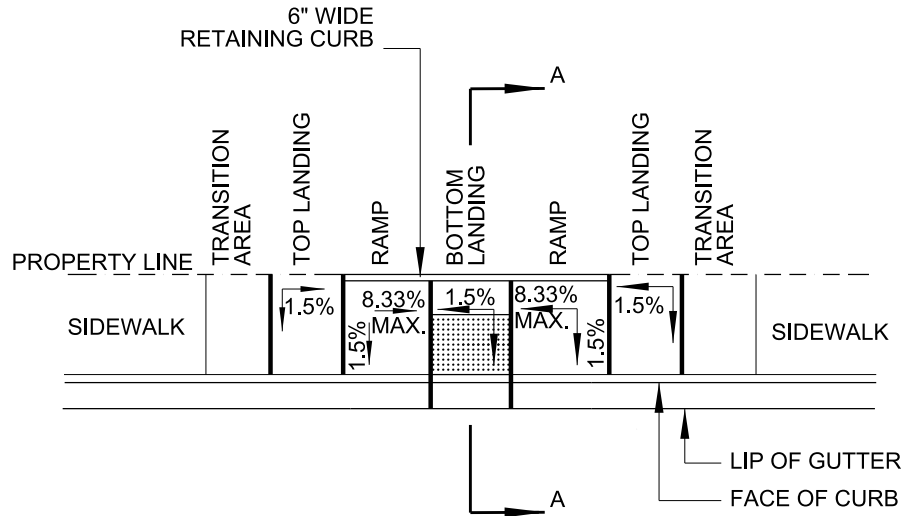 6" WIDE
RETAINING CURB
A
TRANSITION
AREA
TOP LANDING
RAMP
BOTTOM
LANDING
RAMP
TOP LANDING
TRANSITION
AREA
PROPERTY LINE
SIDEWALK
1.5%
8.33%
MAX.
1.5%
1.5%
8.33%
MAX.
1.5%
1.5%
SIDEWALK
LIP OF GUTTER
FACE OF CURB
A